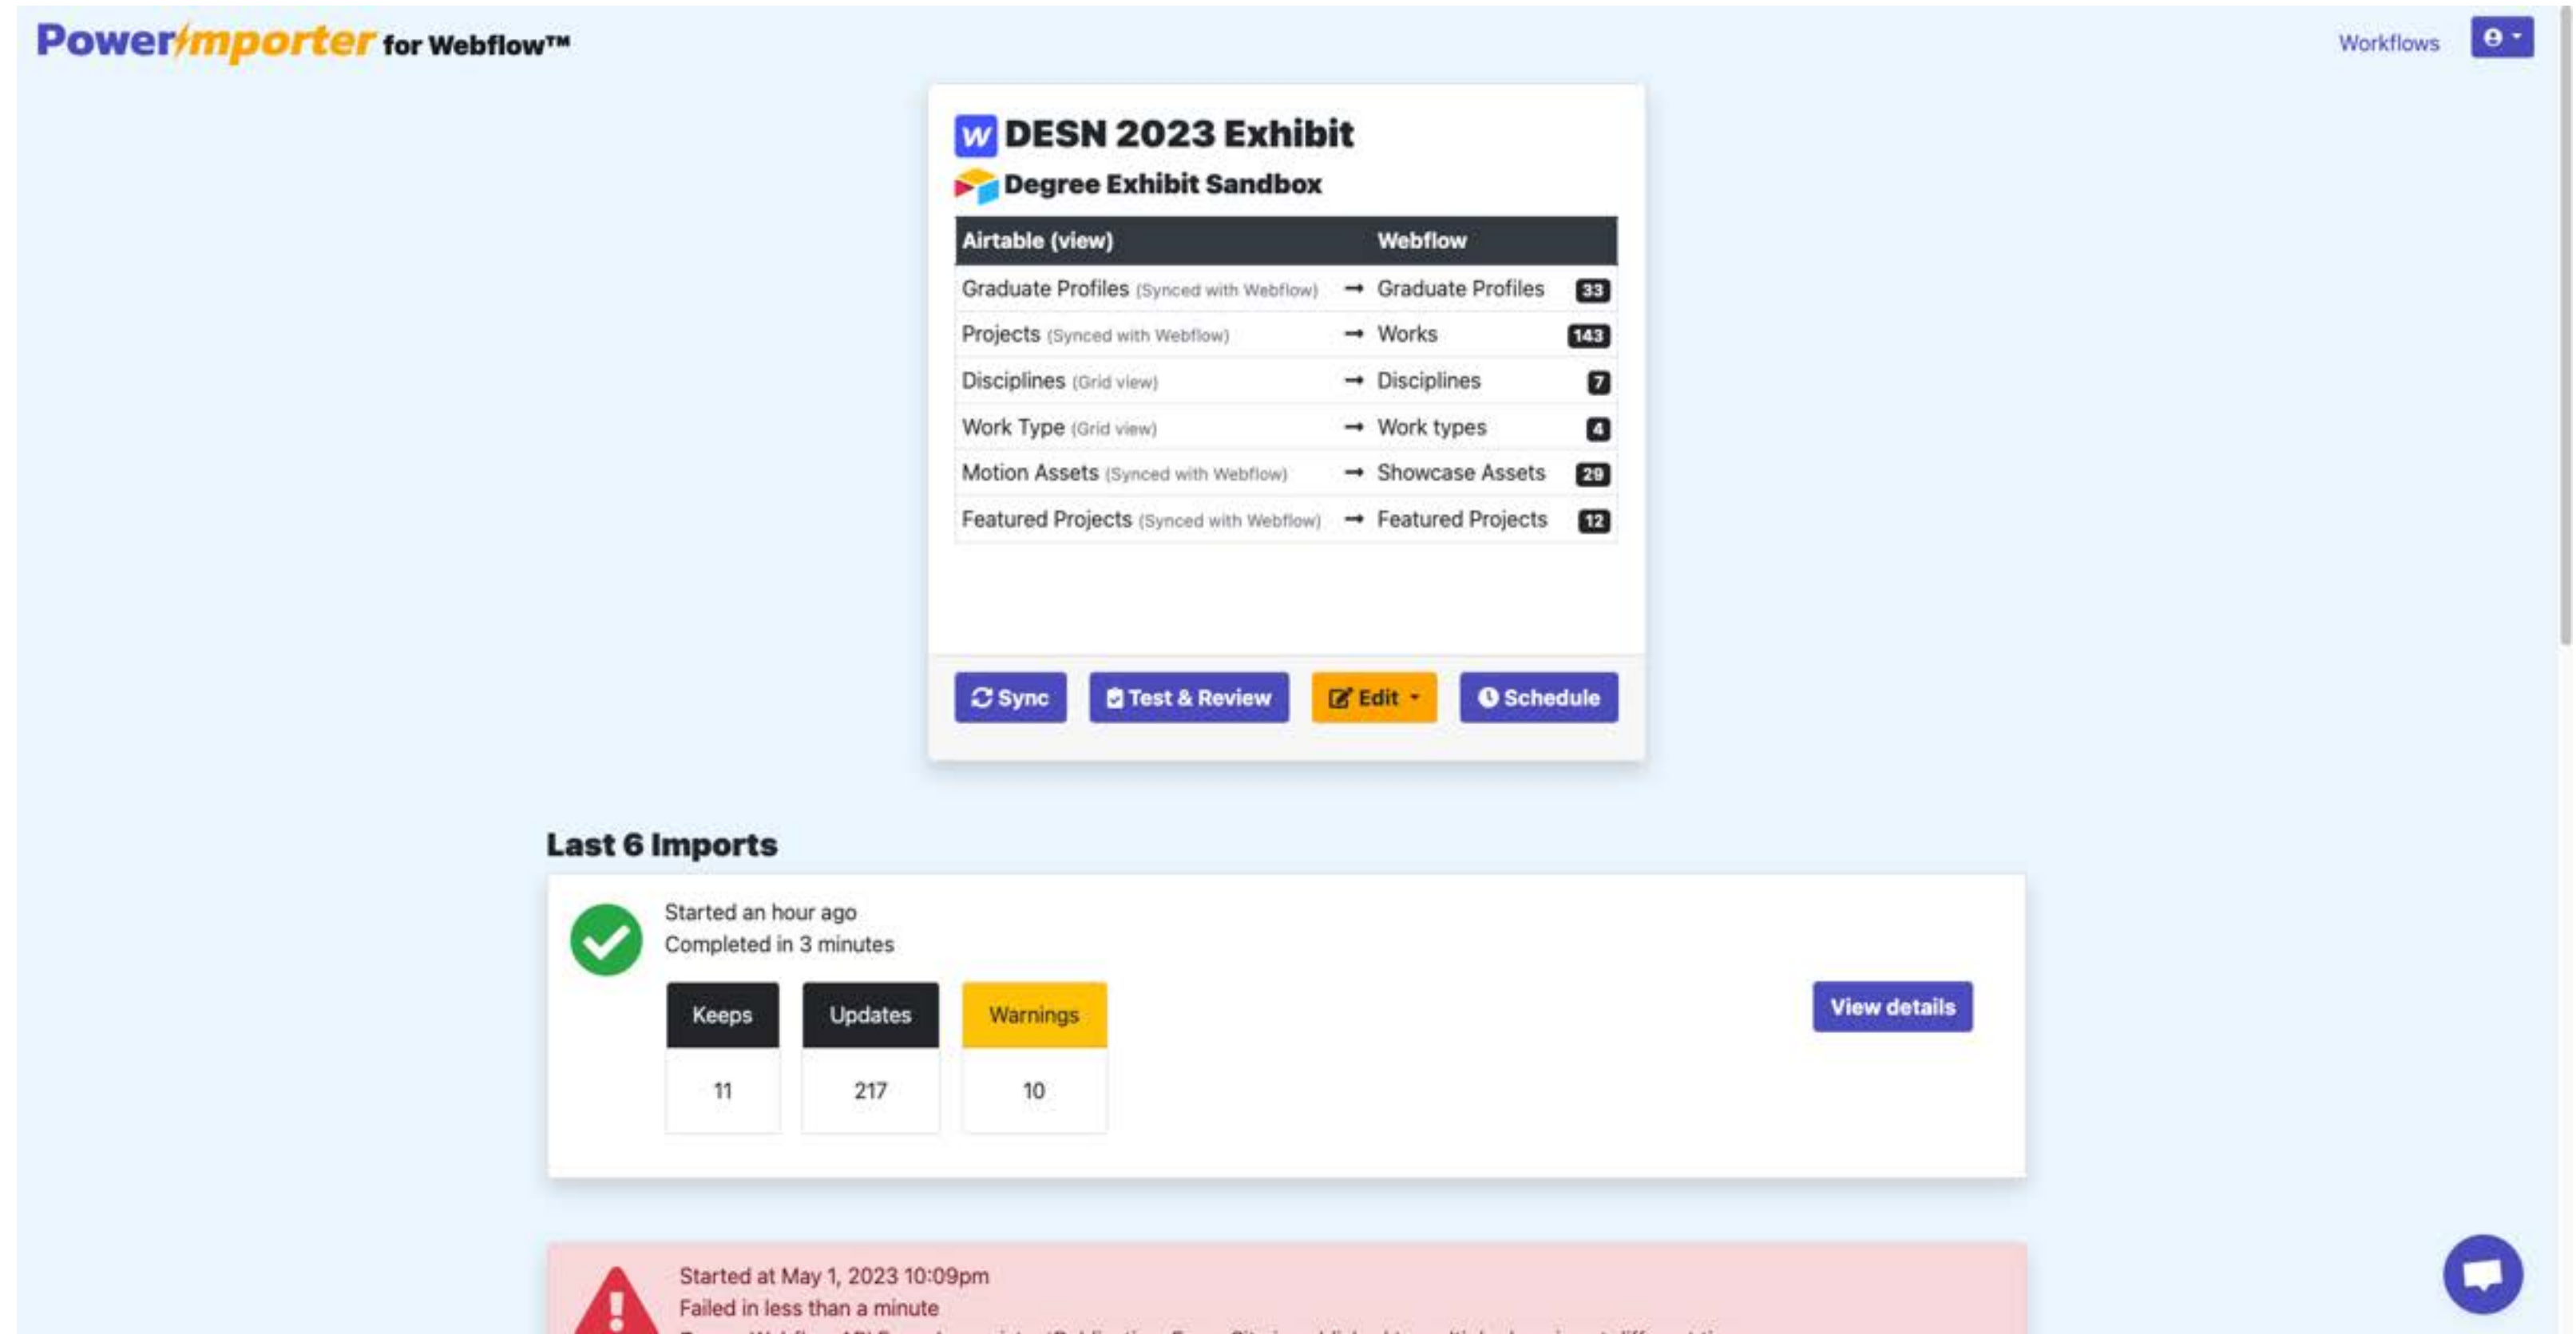 PowerImporter for Webflow™
Workflows
DESN 2023 Exhibit
Degree Exhibit Sandbox
Airtable (view) Webflow
Graduate Profiles (Synced with Webflow) → Graduate Profiles 33
Projects (Synced with Webflow) → Works 143
Disciplines (Grid view) → Disciplines 7
Work Type (Grid view) → Work types 4
Motion Assets (Synced with Webflow) → Showcase Assets 29
Featured Projects (Synced with Webflow) → Featured Projects 12
Sync Test & Review Edit Schedule
Last 6 Imports
Started an hour ago
Completed in 3 minutes
Keeps Updates Warnings
View details
11 217 10
Started at May 1, 2023 10:09pm
Failed in less than a minute